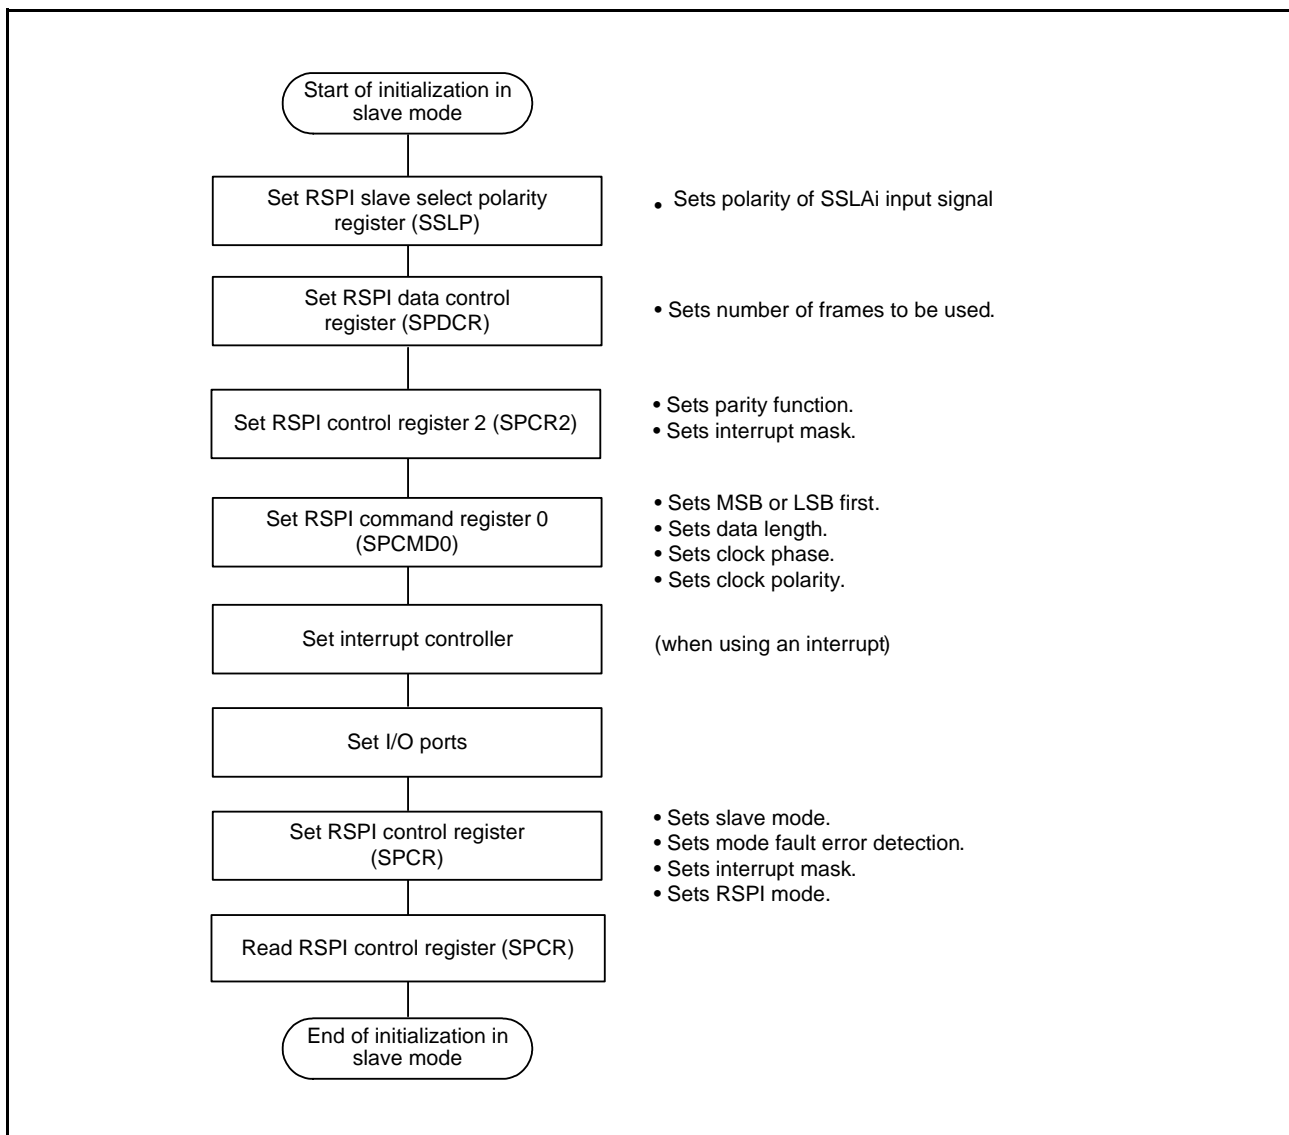 Start of initialization in
slave mode
Set RSPI slave select polarity
register (SSLP)
• Sets polarity of SSLAi input signal
Set RSPI data control
register (SPDCR)
• Sets number of frames to be used.
Set RSPI control register 2 (SPCR2)
• Sets parity function.
• Sets interrupt mask.
Set RSPI command register 0
(SPCMD0)
• Sets MSB or LSB first.
• Sets data length.
• Sets clock phase.
• Sets clock polarity.
Set interrupt controller
(when using an interrupt)
Set I/O ports
Set RSPI control register
(SPCR)
• Sets slave mode.
• Sets mode fault error detection.
• Sets interrupt mask.
• Sets RSPI mode.
Read RSPI control register (SPCR)
End of initialization in
slave mode